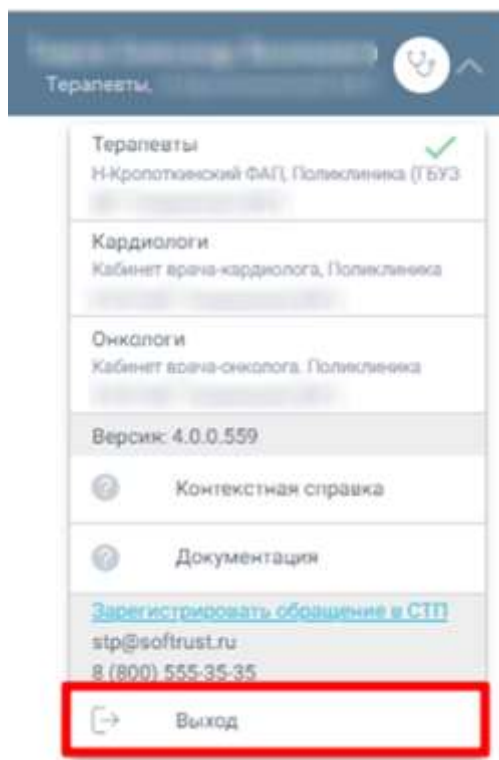 Терапевты,
Терапевты
Н-Кропоткинский ФАП, Поликлиника (ГБУЗ
Кардиологи
Кабинет врача-кардиолога, Поликлиника
Онкологи
Кабинет врача-онколога, Поликлиника
Версия: 4.0.0.559
Контекстная справка
Документация
Зарегистрировать обращение в СТП
stp@softrust.ru
8 (800) 555-35-35
Выход